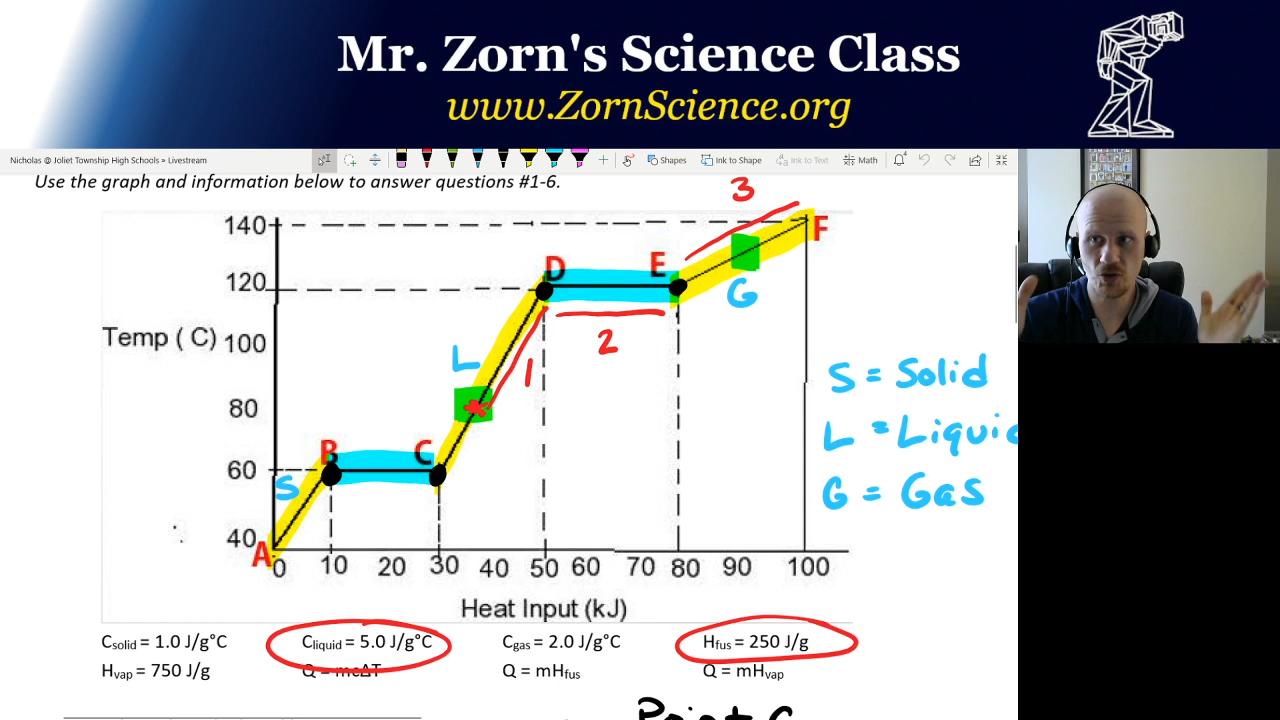 Mr. Zorn's Science Class
www.ZornScience.org
Nicholas @ Joliet Township High Schools » Livestream
Shapes
Ink to Shape
Ink to Text
Math
Use the graph and information below to answer questions #1-6.
3
140
F
D
E
120
G
Temp ( C)
100
2
L
1
S = Solid
80
L = Liquid
B
C
60
S
G = Gas
40
A
0 10 20 30 40 50 60 70 80 90 100
Heat Input (kJ)
Csolid = 1.0 J/g°C Cliquid = 5.0 J/g°C Cgas = 2.0 J/g°C Hfus = 250 J/g
Hvap = 750 J/g Q = mcΔT Q = mHfus Q = mHvap
Point C